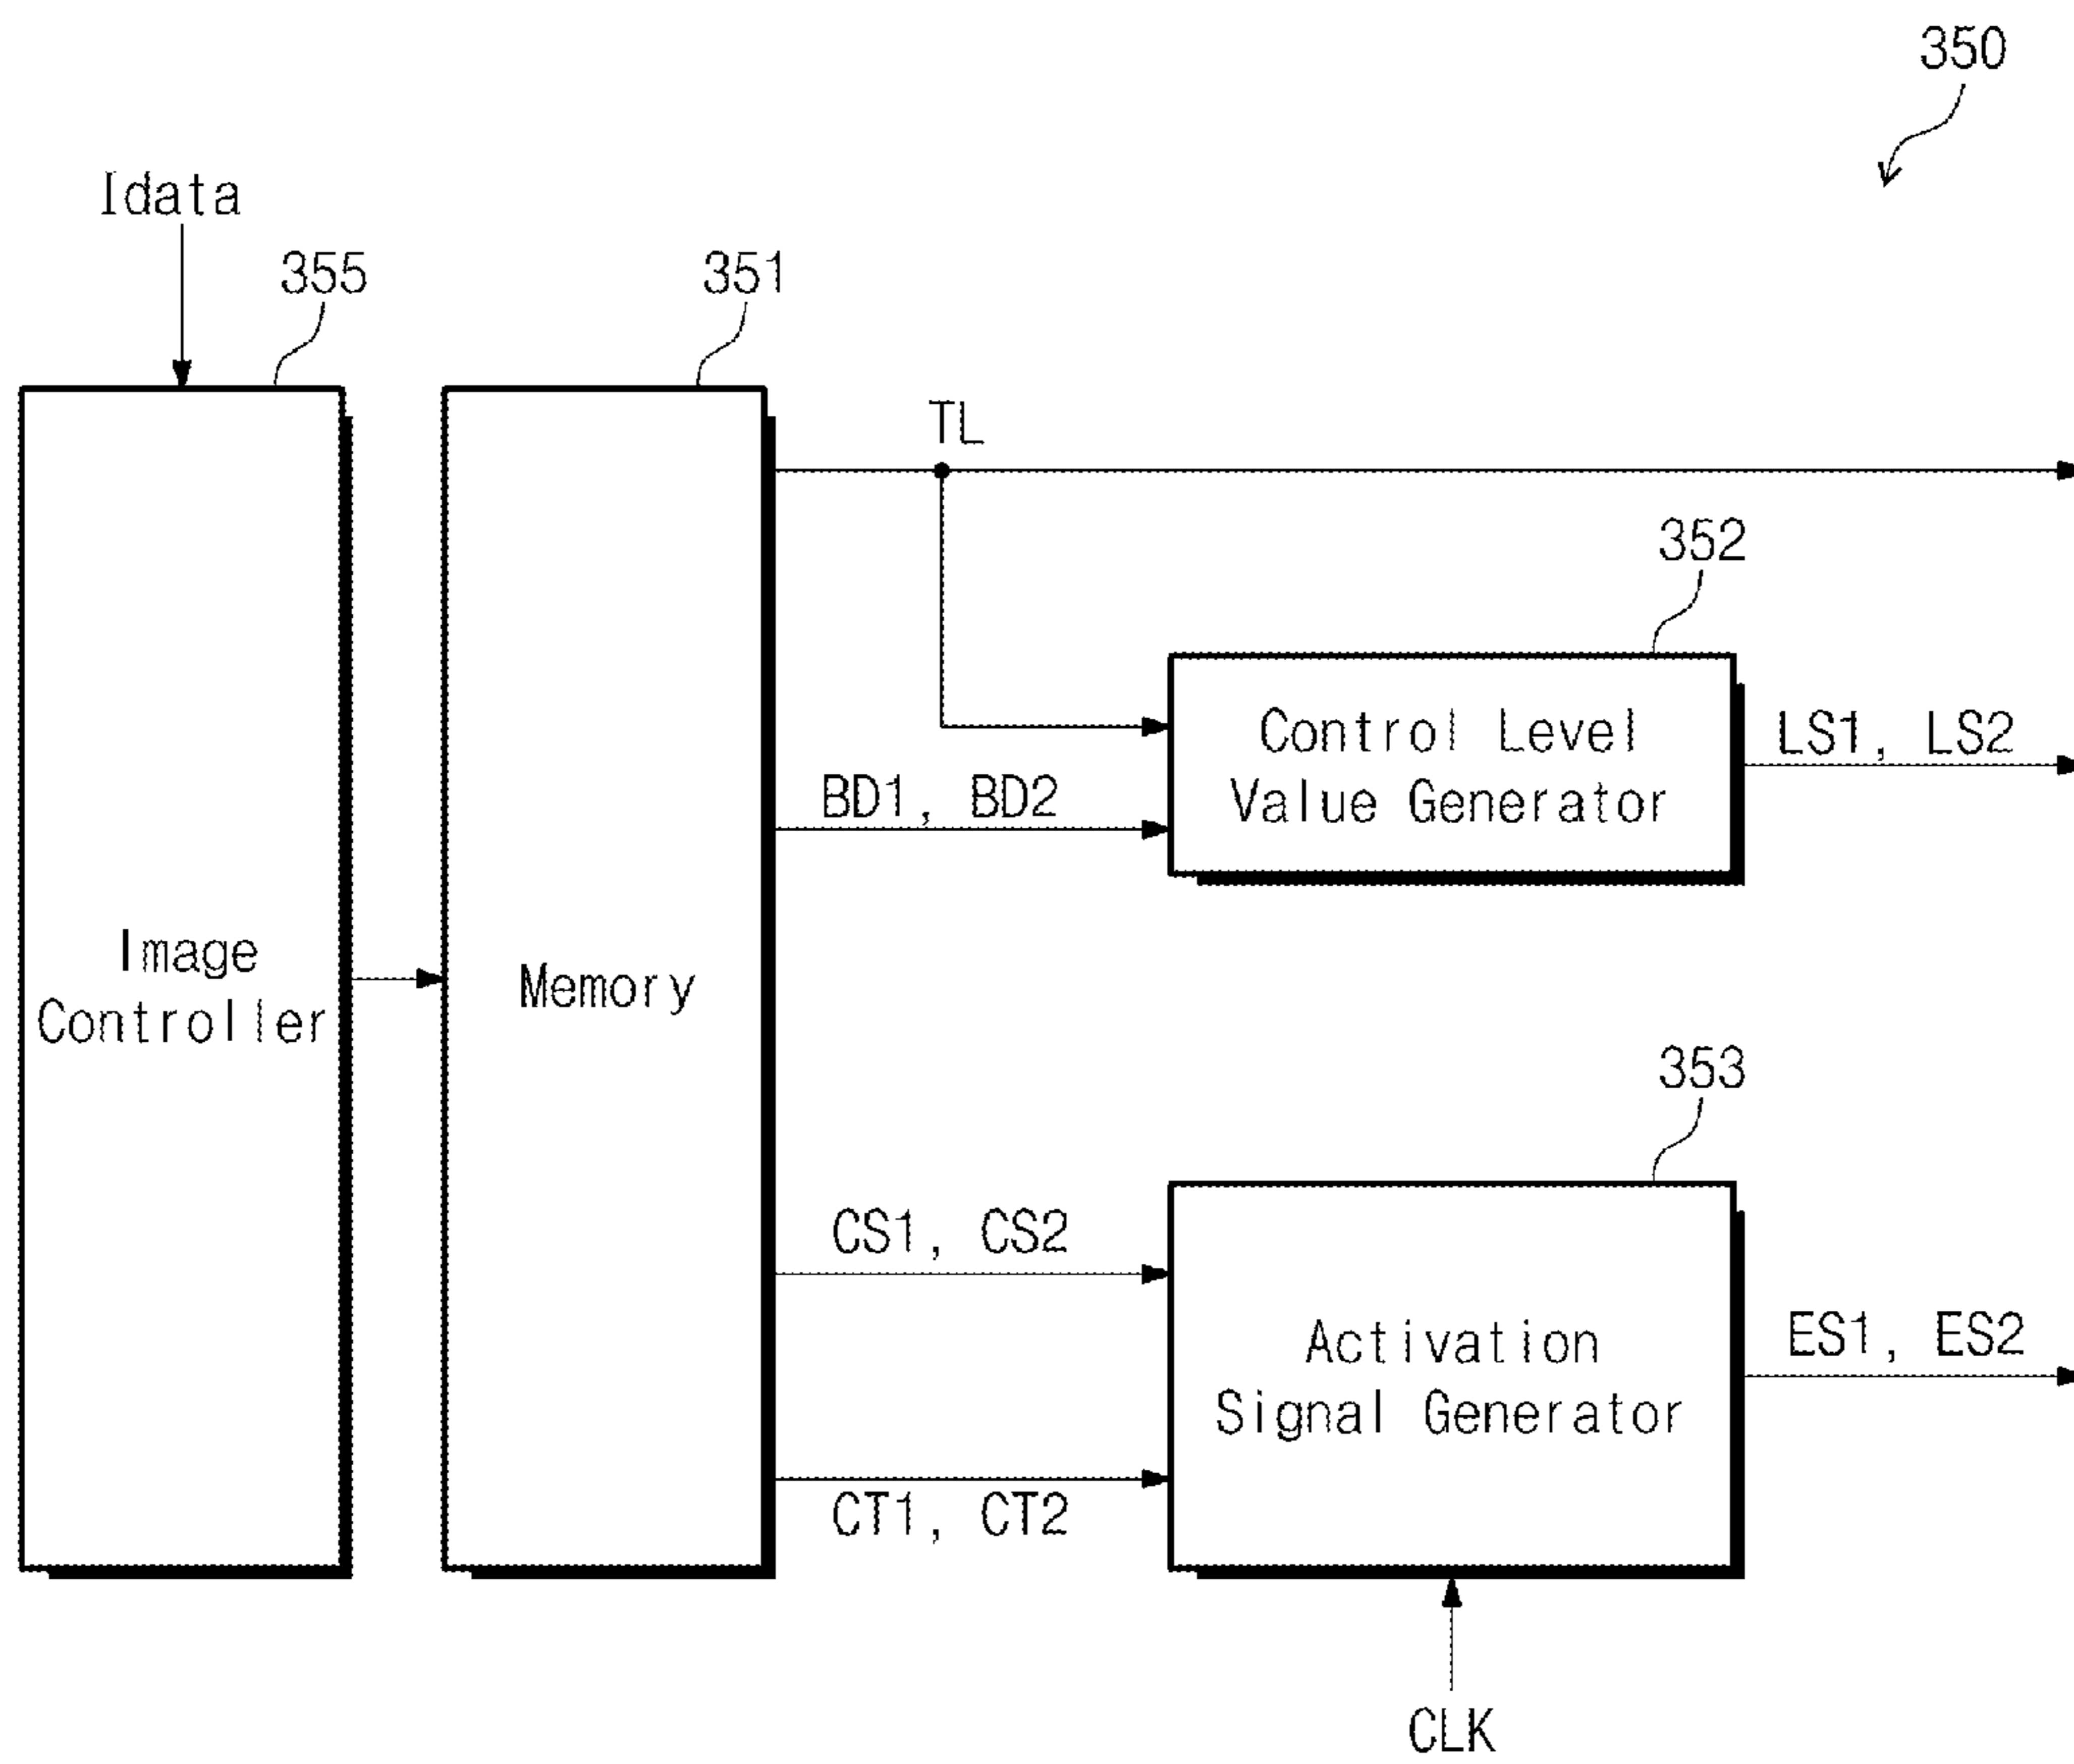 350
Idata
355
351
TL
352
Control Level
Value Generator
LS1, LS2
BD1, BD2
Image
Controller
Memory
353
CS1, CS2
Activation
Signal Generator
ES1, ES2
CT1, CT2
CLK